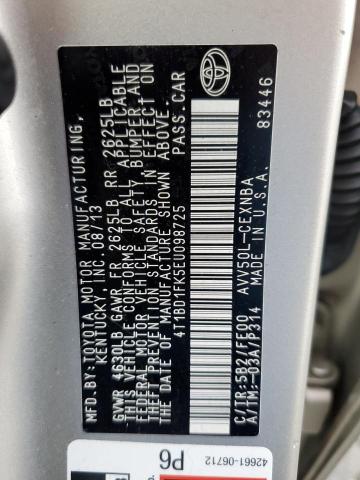 MFD. BY: TOYOTA MOTOR MANUFACTURING,
KENTUCKY, INC. 08/13
GVWR 4630LB GAWR FR 2625LB RR 2625LB
THIS VEHICLE CONFORMS TO ALL APPLICABLE
FEDERAL MOTOR VEHICLE SAFETY, BUMPER, AND
THEFT PREVENTION STANDARDS IN EFFECT ON
THE DATE OF MANUFACTURE SHOWN ABOVE.
4T1BD1FK5EU098725 PASS. CAR
C/TR:5B2/FE00 AVV50L-CEXNBA
A/TM:-03A/P314 MADE IN U.S.A. 83446
42661-06712
P6